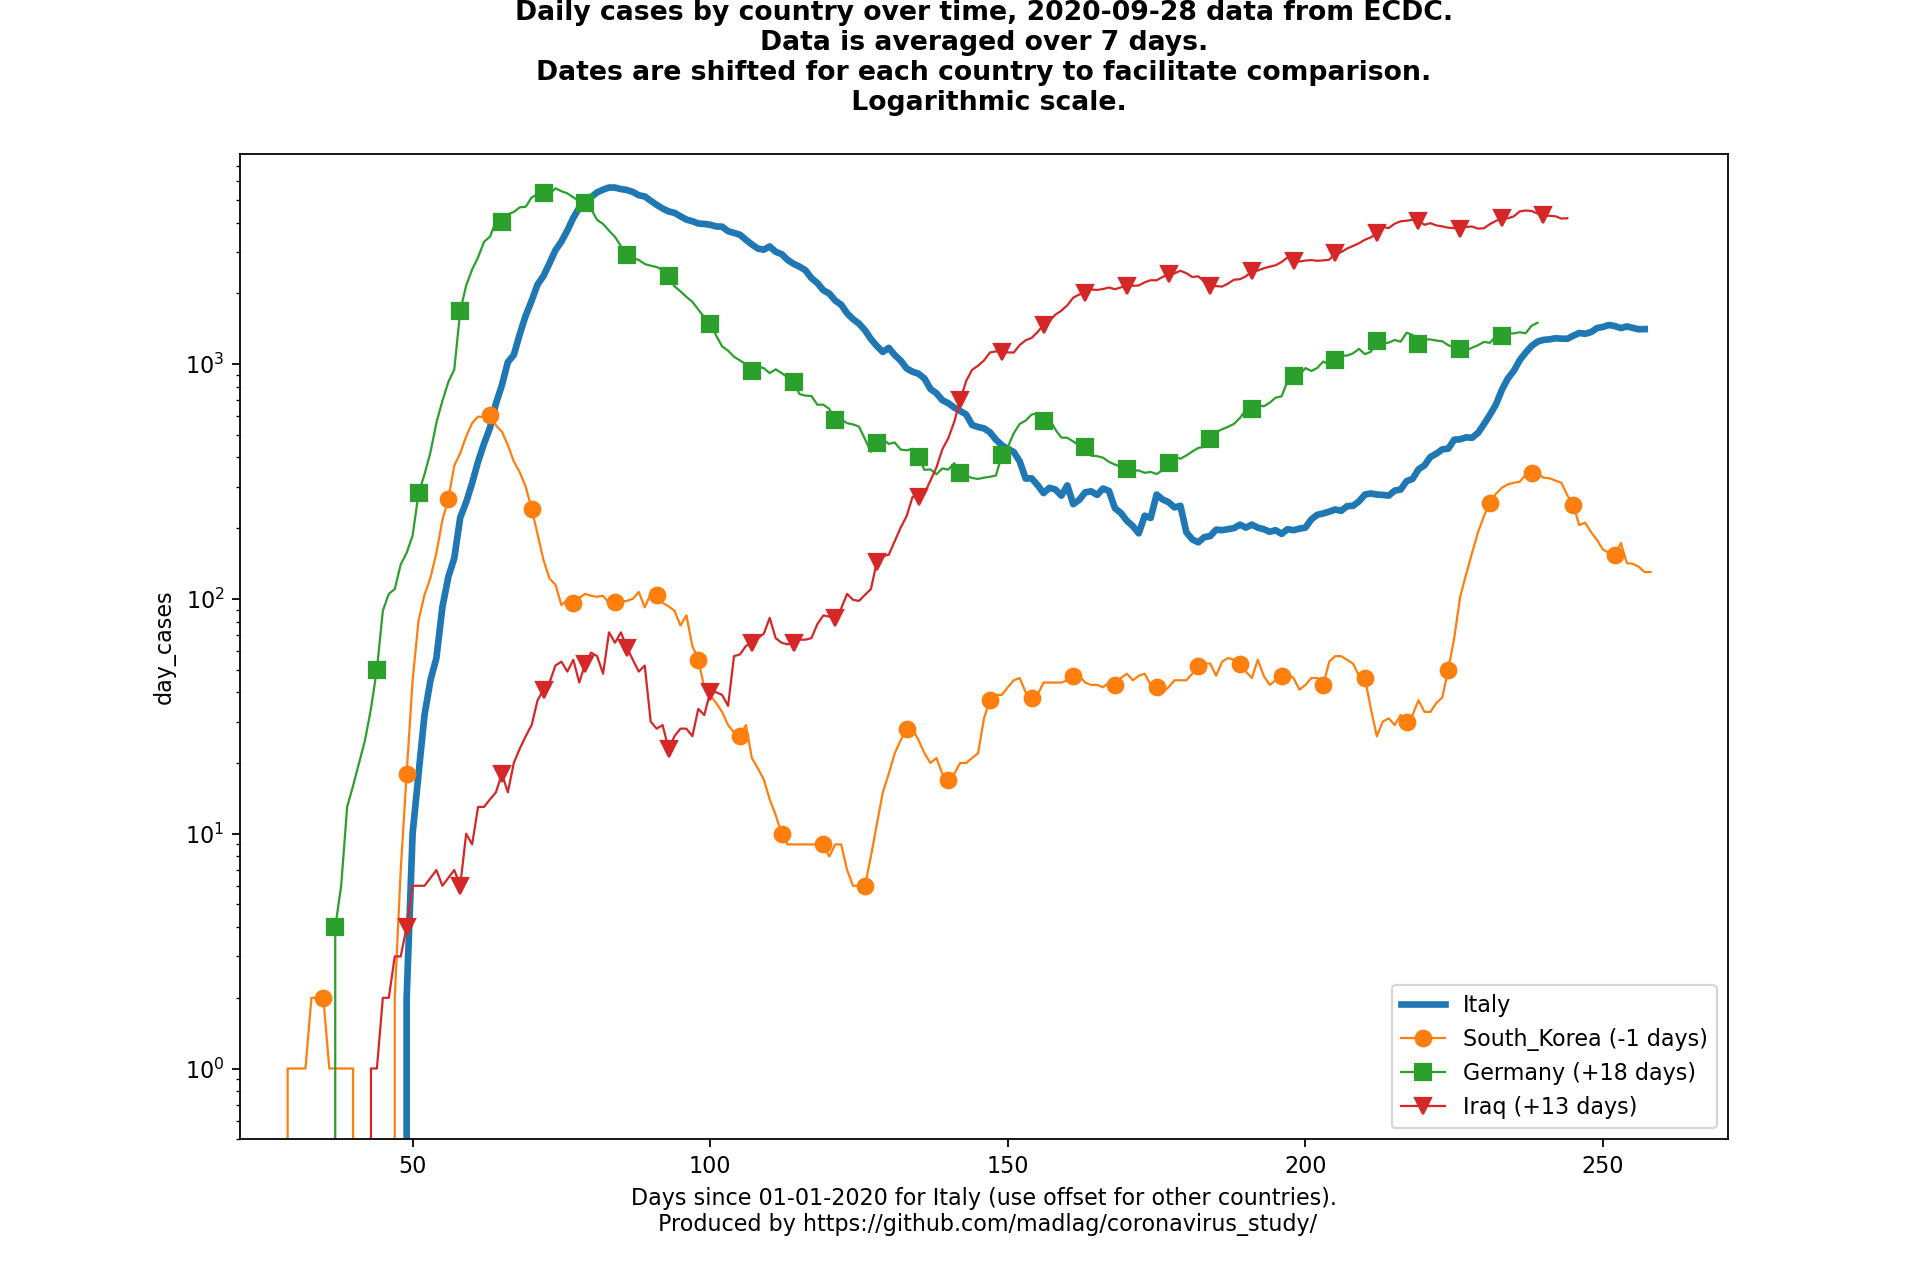 Daily cases by country over time, 2020-09-28 data from ECDC.
Data is averaged over 7 days.
Dates are shifted for each country to facilitate comparison.
Logarithmic scale.
10³
10²
10¹
10⁰
day_cases
50
100
150
200
250
Italy
South_Korea (-1 days)
Germany (+18 days)
Iraq (+13 days)
Days since 01-01-2020 for Italy (use offset for other countries).
Produced by https://github.com/madlag/coronavirus_study/